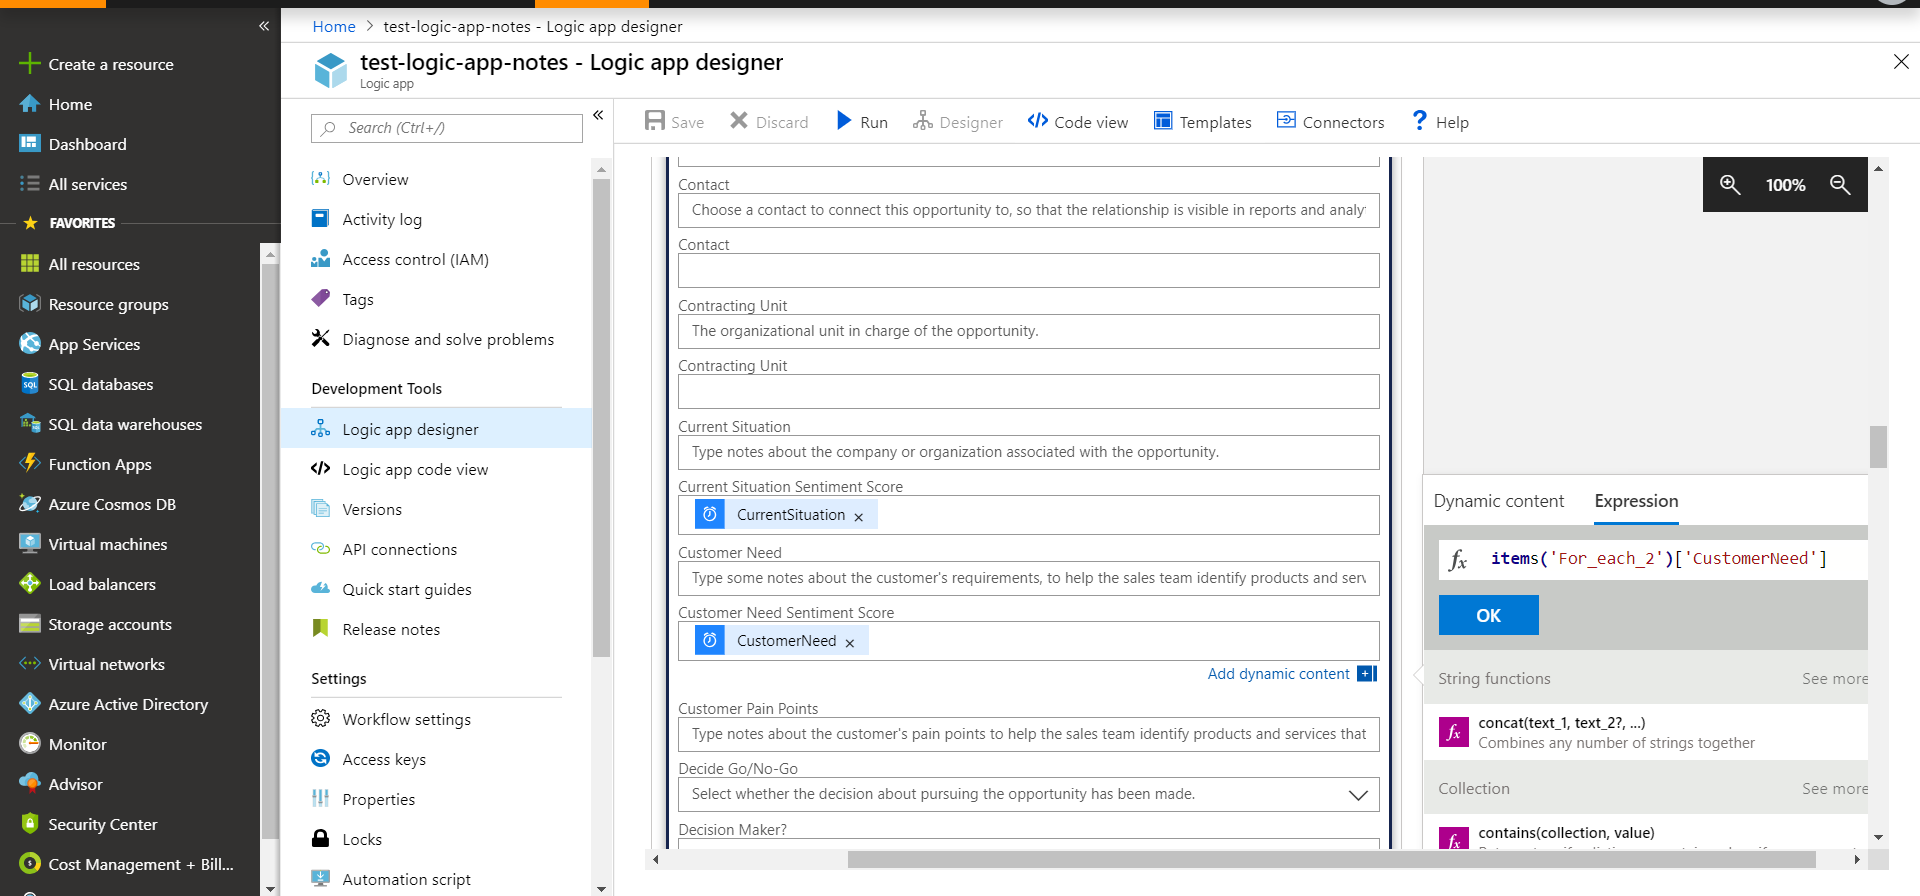 «
Create a resource
Home
Dashboard
All services
FAVORITES
All resources
Resource groups
App Services
SQL databases
SQL data warehouses
Function Apps
Azure Cosmos DB
Virtual machines
Load balancers
Storage accounts
Virtual networks
Azure Active Directory
Monitor
Advisor
Security Center
Cost Management + Bill...
Home > test-logic-app-notes - Logic app designer
test-logic-app-notes - Logic app designer
Logic app
Search (Ctrl+/)
«
Overview
Activity log
Access control (IAM)
Tags
Diagnose and solve problems
Development Tools
Logic app designer
Logic app code view
Versions
API connections
Quick start guides
Release notes
Settings
Workflow settings
Access keys
Properties
Locks
Automation script
Save Discard Run Designer Code view Templates Connectors Help
Contact
Choose a contact to connect this opportunity to, so that the relationship is visible in reports and analy
Contact
Contracting Unit
The organizational unit in charge of the opportunity.
Contracting Unit
Current Situation
Type notes about the company or organization associated with the opportunity.
Current Situation Sentiment Score
CurrentSituation ×
Customer Need
Type some notes about the customer's requirements, to help the sales team identify products and serv
Customer Need Sentiment Score
CustomerNeed ×
Add dynamic content
Customer Pain Points
Type notes about the customer's pain points to help the sales team identify products and services that
Decide Go/No-Go
Select whether the decision about pursuing the opportunity has been made.
Decision Maker?
100%
Dynamic content Expression
fx items('For_each_2')['CustomerNeed']
OK
String functions See more
fx concat(text_1, text_2?, ...)
Combines any number of strings together
Collection See more
fx contains(collection, value)